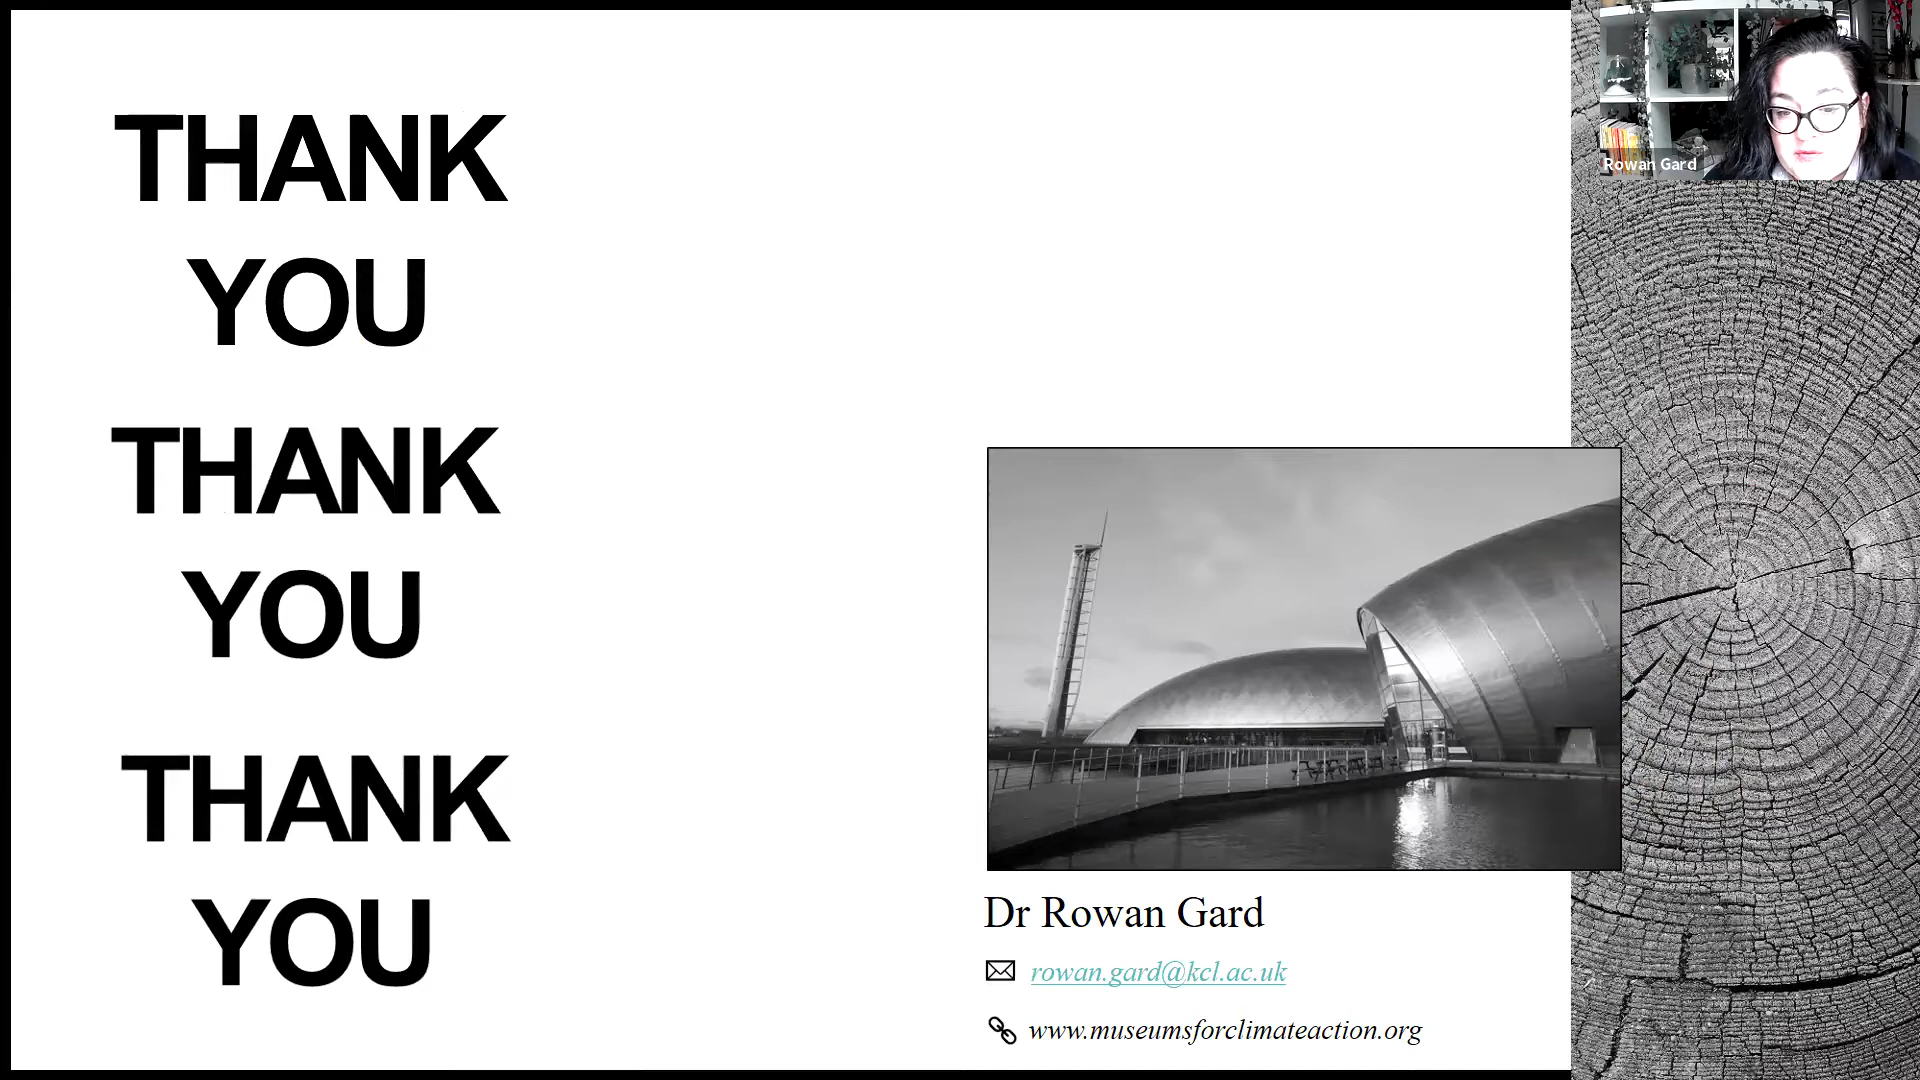 THANK
YOU
THANK
YOU
THANK
YOU
Rowan Gard
Dr Rowan Gard
rowan.gard@kcl.ac.uk
www.museumsforclimateaction.org
7